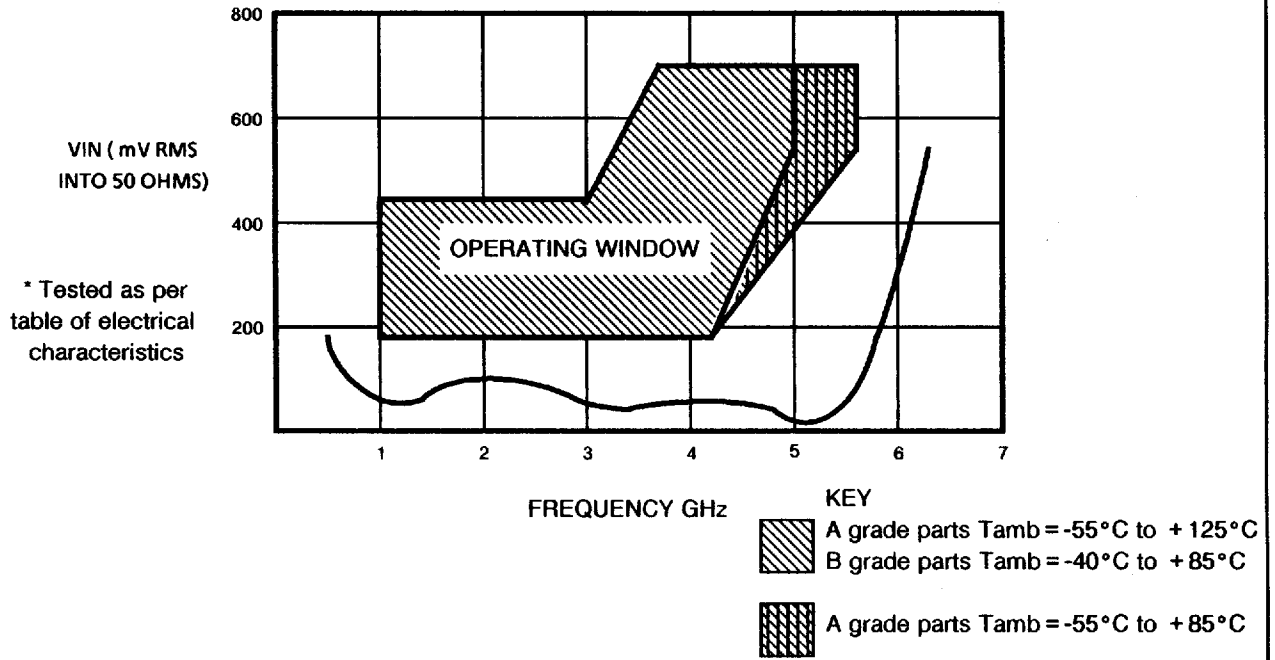 800
600
400
200
VIN ( mV RMS
INTO 50 OHMS)
* Tested as per
table of electrical
characteristics
OPERATING WINDOW
1 2 3 4 5 6 7
FREQUENCY GHz
KEY
A grade parts Tamb = -55°C to + 125°C
B grade parts Tamb = -40°C to + 85°C
A grade parts Tamb = -55°C to + 85°C